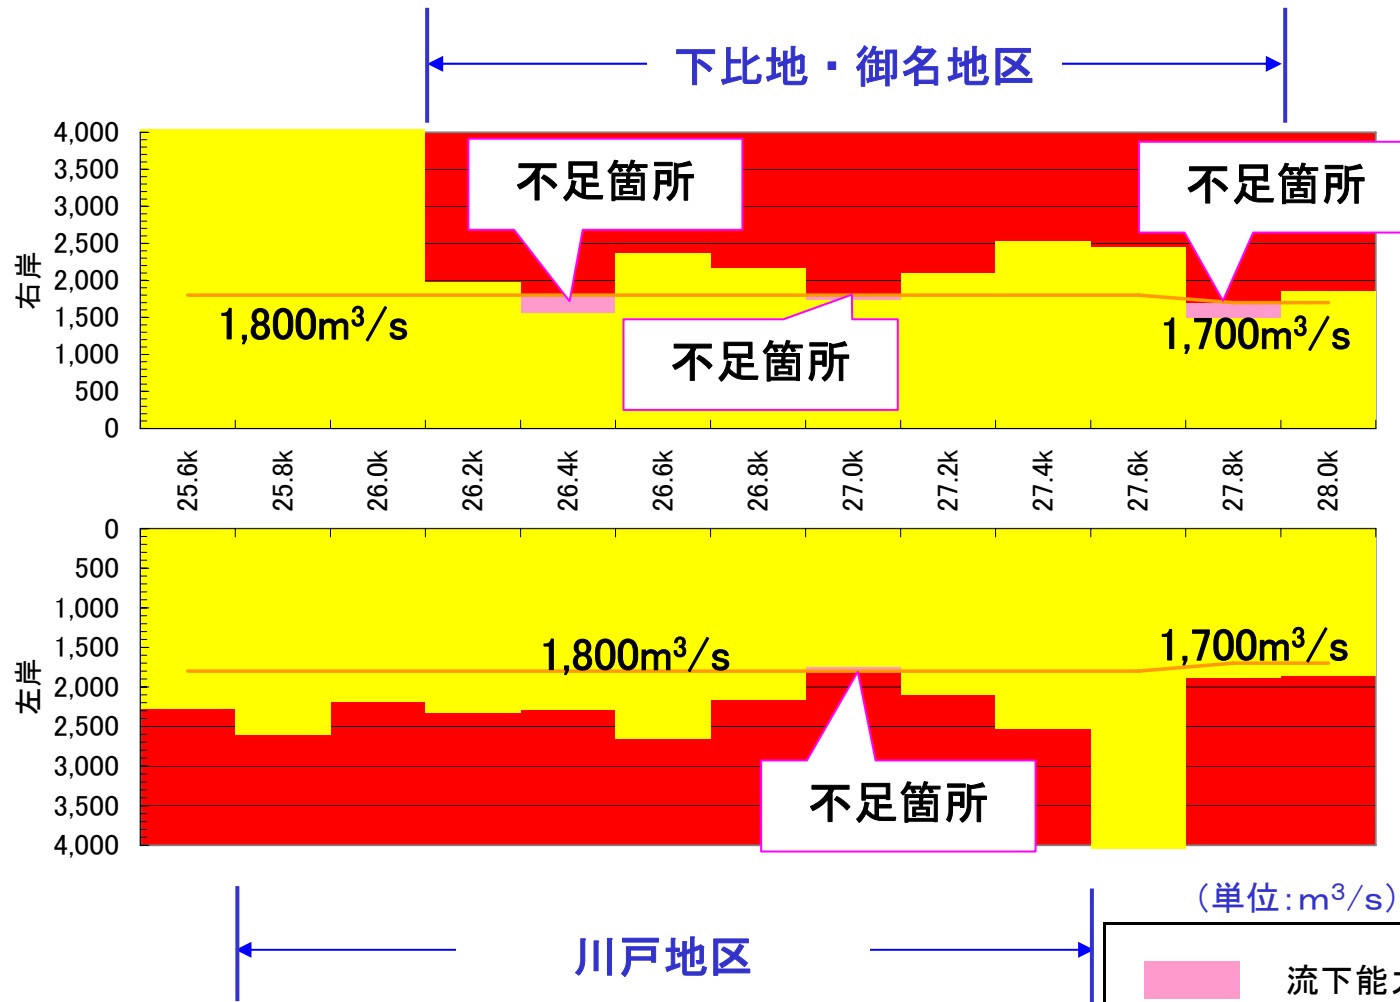 下比地・御名地区
4,000
3,500
3,000
2,500
2,000
1,500
1,000
500
0
右岸
不足箇所
不足箇所
不足箇所
1,800m³/s
1,700m³/s
25.6k
25.8k
26.0k
26.2k
26.4k
26.6k
26.8k
27.0k
27.2k
27.4k
27.6k
27.8k
28.0k
0
500
1,000
1,500
2,000
2,500
3,000
3,500
4,000
左岸
1,800m³/s
1,700m³/s
不足箇所
川戸地区
（単位：m³/s）
流下能